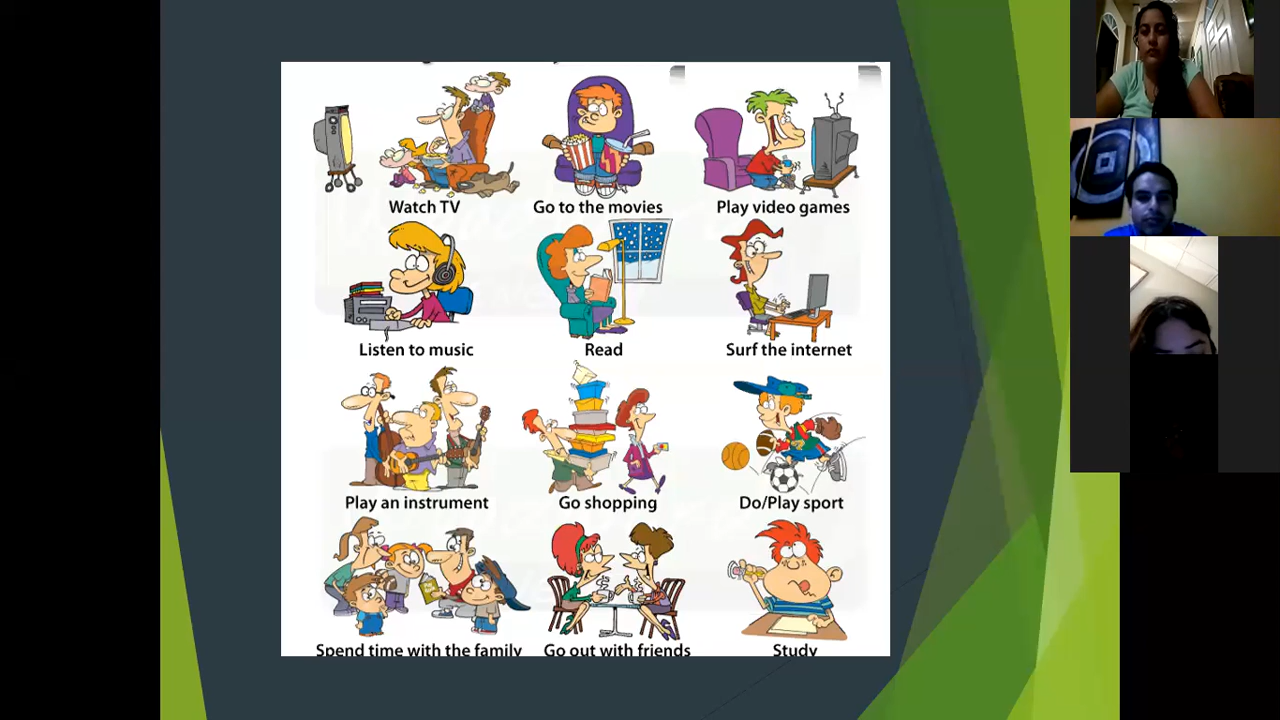 Watch TV
Go to the movies
Play video games
Listen to music
Read
Surf the internet
Play an instrument
Go shopping
Do/Play sport
Spend time with the family
Go out with friends
Study